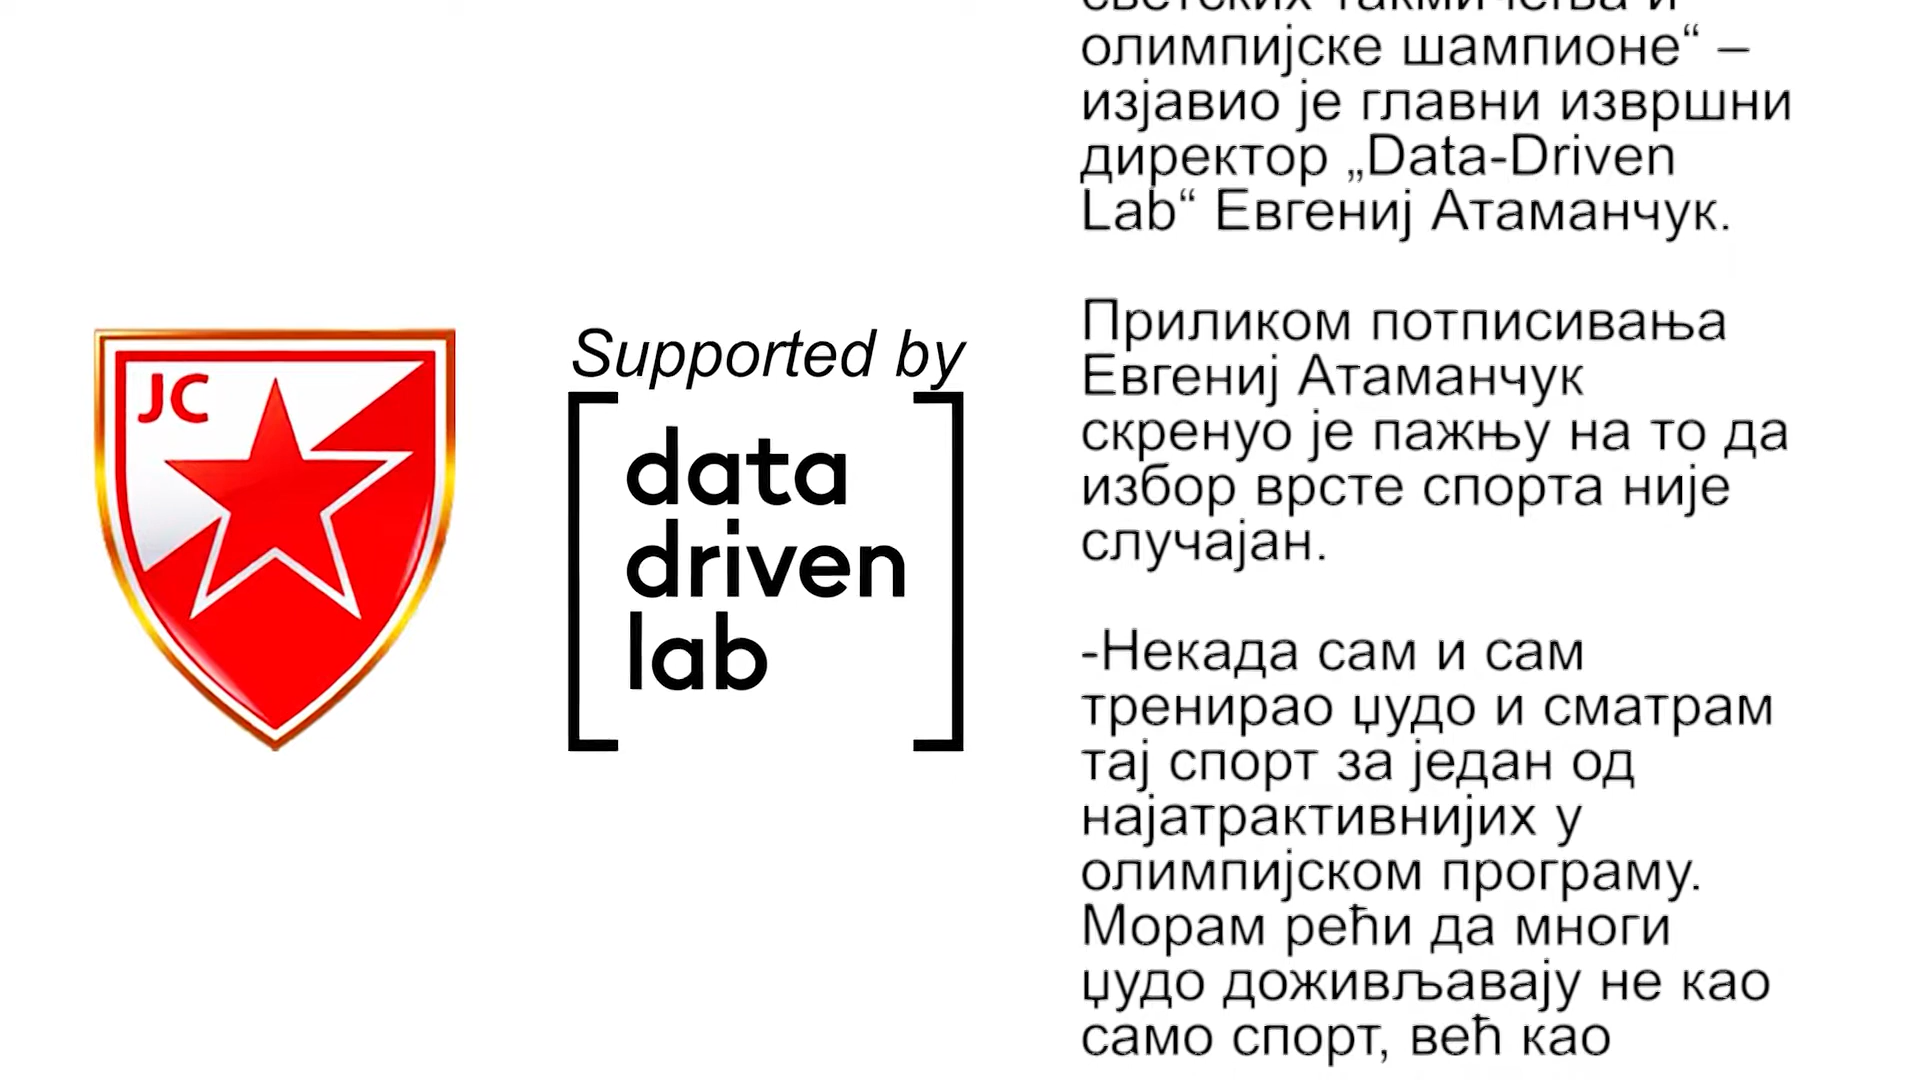 JC
Supported by
data
driven
lab
светских такмичења и
олимпијске шампионе“ –
изјавио је главни извршни
директор „Data-Driven
Lab“ Евгениј Атаманчук.
Приликом потписивања
Евгениј Атаманчук
скренуо је пажњу на то да
избор врсте спорта није
случајан.
-Некада сам и сам
тренирао џудо и сматрам
тај спорт за један од
најатрактивнијих у
олимпијском програму.
Морам рећи да многи
џудо доживљавају не као
само спорт, већ као